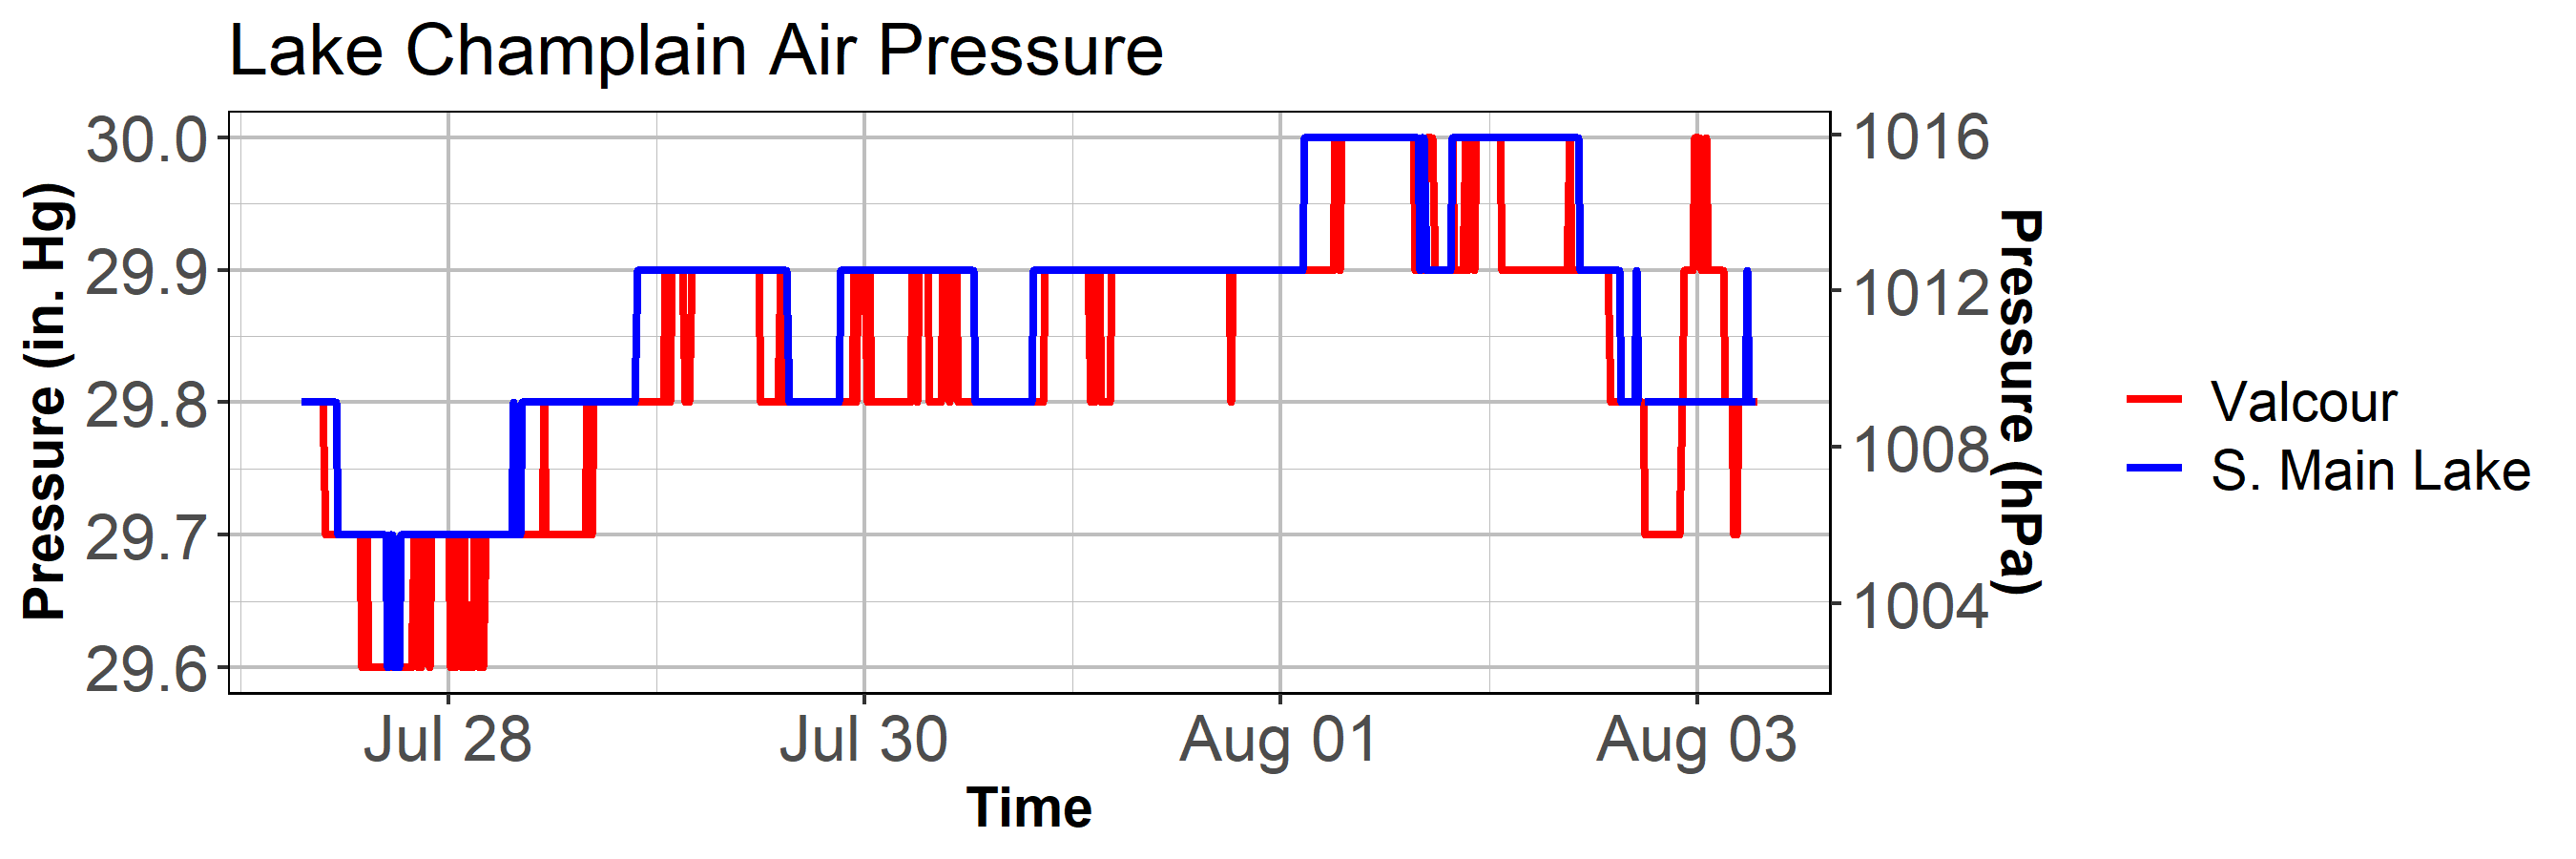 Lake Champlain Air Pressure
Pressure (in. Hg)
30.0
29.9
29.8
29.7
29.6
1016
1012
1008
1004
Pressure (hPa)
Jul 28
Jul 30
Aug 01
Aug 03
Time
Valcour
S. Main Lake